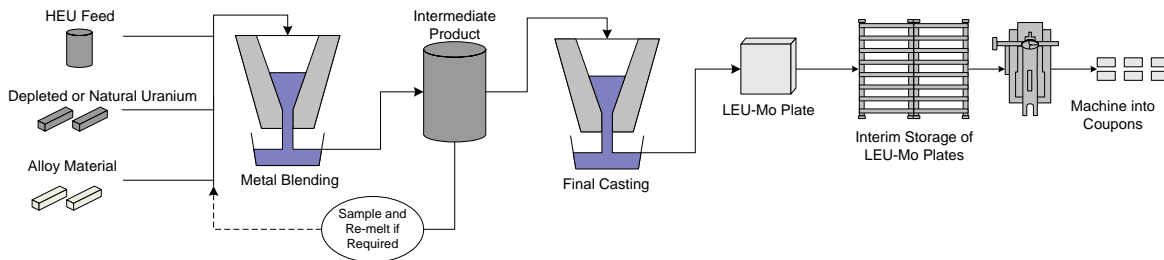 HEU Feed
Depleted or Natural Uranium
Alloy Material
Metal Blending
Intermediate
Product
Sample and
Re-melt if
Required
Final Casting
LEU-Mo Plate
Interim Storage of
LEU-Mo Plates
Machine into
Coupons